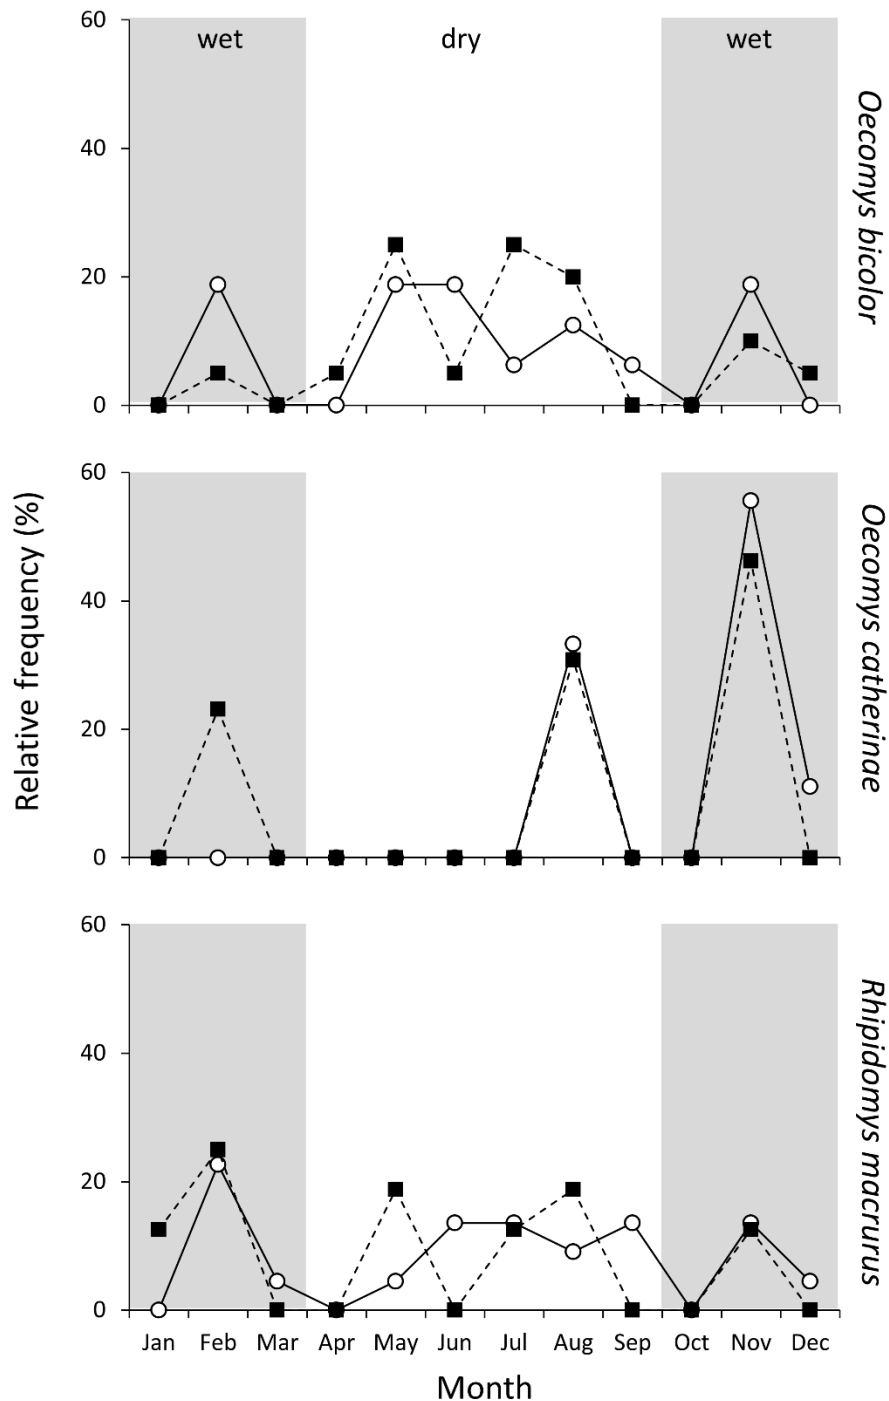 wet dry wet
60
40
20
0
Oecomys bicolor
60
40
20
0
Oecomys catherinae
Relative frequency (%)
60
40
20
0
Rhipidomys macrurus
Jan Feb Mar Apr May Jun Jul Aug Sep Oct Nov Dec
Month